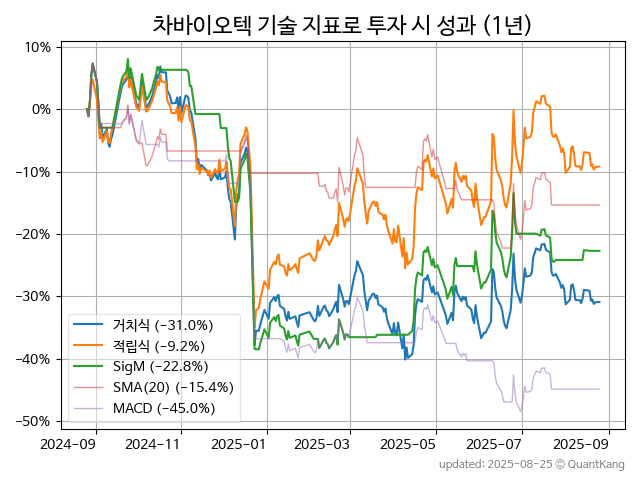 차바이오텍 기술 지표로 투자 시 성과 (1년)
10%
0%
−10%
−20%
−30%
−40%
−50%
거치식 (−31.0%)
적립식 (−9.2%)
SigM (−22.8%)
SMA(20) (−15.4%)
MACD (−45.0%)
2024-09
2024-11
2025-01
2025-03
2025-05
2025-07
2025-09
updated: 2025-08-25 © QuantKang